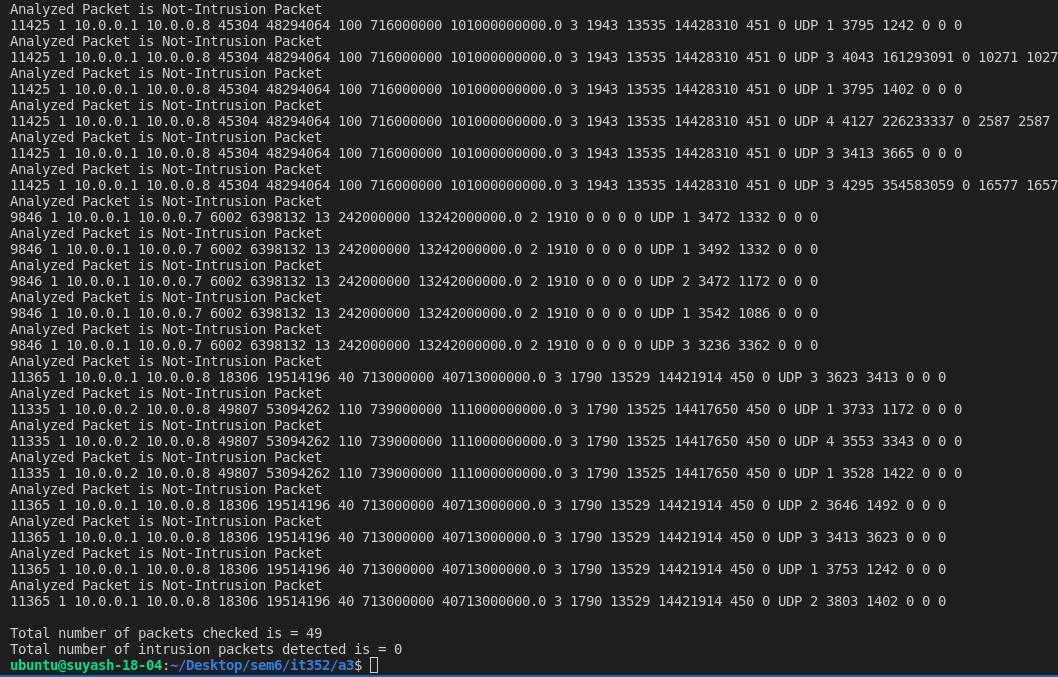 Analyzed Packet is Not-Intrusion Packet
11425 1 10.0.0.1 10.0.0.8 45304 48294064 100 716000000 101000000000.0 3 1943 13535 14428310 451 0 UDP 1 3795 1242 0 0 0
Analyzed Packet is Not-Intrusion Packet
11425 1 10.0.0.1 10.0.0.8 45304 48294064 100 716000000 101000000000.0 3 1943 13535 14428310 451 0 UDP 3 4043 161293091 0 10271 1027
Analyzed Packet is Not-Intrusion Packet
11425 1 10.0.0.1 10.0.0.8 45304 48294064 100 716000000 101000000000.0 3 1943 13535 14428310 451 0 UDP 1 3795 1402 0 0 0
Analyzed Packet is Not-Intrusion Packet
11425 1 10.0.0.1 10.0.0.8 45304 48294064 100 716000000 101000000000.0 3 1943 13535 14428310 451 0 UDP 4 4127 226233337 0 2587 2587
Analyzed Packet is Not-Intrusion Packet
11425 1 10.0.0.1 10.0.0.8 45304 48294064 100 716000000 101000000000.0 3 1943 13535 14428310 451 0 UDP 3 3413 3665 0 0 0
Analyzed Packet is Not-Intrusion Packet
11425 1 10.0.0.1 10.0.0.8 45304 48294064 100 716000000 101000000000.0 3 1943 13535 14428310 451 0 UDP 3 4295 354583059 0 16577 1657
Analyzed Packet is Not-Intrusion Packet
9846 1 10.0.0.1 10.0.0.7 6002 6398132 13 242000000 13242000000.0 2 1910 0 0 0 0 UDP 1 3472 1332 0 0 0
Analyzed Packet is Not-Intrusion Packet
9846 1 10.0.0.1 10.0.0.7 6002 6398132 13 242000000 13242000000.0 2 1910 0 0 0 0 UDP 1 3492 1332 0 0 0
Analyzed Packet is Not-Intrusion Packet
9846 1 10.0.0.1 10.0.0.7 6002 6398132 13 242000000 13242000000.0 2 1910 0 0 0 0 UDP 2 3472 1172 0 0 0
Analyzed Packet is Not-Intrusion Packet
9846 1 10.0.0.1 10.0.0.7 6002 6398132 13 242000000 13242000000.0 2 1910 0 0 0 0 UDP 1 3542 1086 0 0 0
Analyzed Packet is Not-Intrusion Packet
9846 1 10.0.0.1 10.0.0.7 6002 6398132 13 242000000 13242000000.0 2 1910 0 0 0 0 UDP 3 3236 3362 0 0 0
Analyzed Packet is Not-Intrusion Packet
11365 1 10.0.0.1 10.0.0.8 18306 19514196 40 713000000 40713000000.0 3 1790 13529 14421914 450 0 UDP 3 3623 3413 0 0 0
Analyzed Packet is Not-Intrusion Packet
11335 1 10.0.0.2 10.0.0.8 49807 53094262 110 739000000 111000000000.0 3 1790 13525 14417650 450 0 UDP 1 3733 1172 0 0 0
Analyzed Packet is Not-Intrusion Packet
11335 1 10.0.0.2 10.0.0.8 49807 53094262 110 739000000 111000000000.0 3 1790 13525 14417650 450 0 UDP 4 3553 3343 0 0 0
Analyzed Packet is Not-Intrusion Packet
11335 1 10.0.0.2 10.0.0.8 49807 53094262 110 739000000 111000000000.0 3 1790 13525 14417650 450 0 UDP 1 3528 1422 0 0 0
Analyzed Packet is Not-Intrusion Packet
11365 1 10.0.0.1 10.0.0.8 18306 19514196 40 713000000 40713000000.0 3 1790 13529 14421914 450 0 UDP 2 3646 1492 0 0 0
Analyzed Packet is Not-Intrusion Packet
11365 1 10.0.0.1 10.0.0.8 18306 19514196 40 713000000 40713000000.0 3 1790 13529 14421914 450 0 UDP 3 3413 3623 0 0 0
Analyzed Packet is Not-Intrusion Packet
11365 1 10.0.0.1 10.0.0.8 18306 19514196 40 713000000 40713000000.0 3 1790 13529 14421914 450 0 UDP 1 3753 1242 0 0 0
Analyzed Packet is Not-Intrusion Packet
11365 1 10.0.0.1 10.0.0.8 18306 19514196 40 713000000 40713000000.0 3 1790 13529 14421914 450 0 UDP 2 3803 1402 0 0 0
Total number of packets checked is = 49
Total number of intrusion packets detected is = 0
ubuntu@suyash-18-04:~/Desktop/sem6/it352/a3$